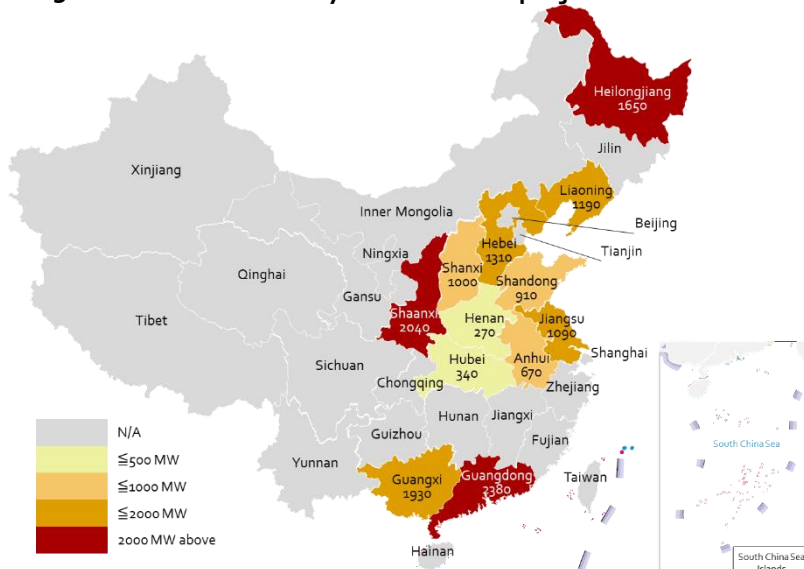 Heilongjiang
1650
Jilin
Xinjiang
Liaoning
1190
Inner Mongolia
Beijing
Hebei
1310
Tianjin
Ningxia
Shanxi
1000
Qinghai
Shandong
910
Gansu
Shaanxi
2040
Henan
270
Jiangsu
1090
Tibet
Shanghai
Sichuan
Hubei
340
Anhui
670
Chongqing
Zhejiang
Hunan
Jiangxi
Guizhou
Fujian
Yunnan
Guangxi
1930
Guangdong
2380
Taiwan
Hainan
N/A
≦500 MW
≦1000 MW
≦2000 MW
2000 MW above
South China Sea
South China Sea
Islands